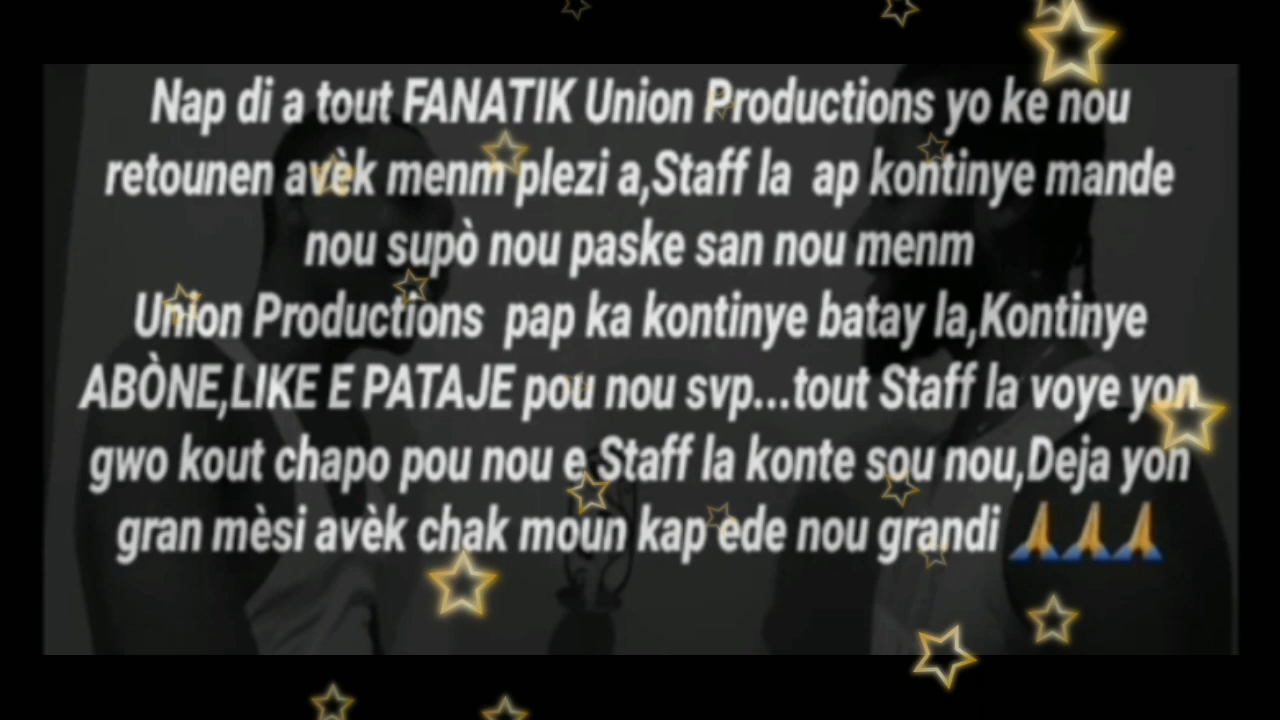 Nap di a tout FANATIK Union Productions yo ke nou
retounen avèk menm plezi a,Staff la ap kontinye mande
nou supò nou paske san nou menm
Union Productions pap ka kontinye batay la,Kontinye
ABÒNE,LIKE E PATAJE pou nou svp...tout Staff la voye yon
gwo kout chapo pou nou e Staff la konte sou nou,Deja yon
gran mèsi avèk chak moun kap ede nou grandi 🙏🙏🙏